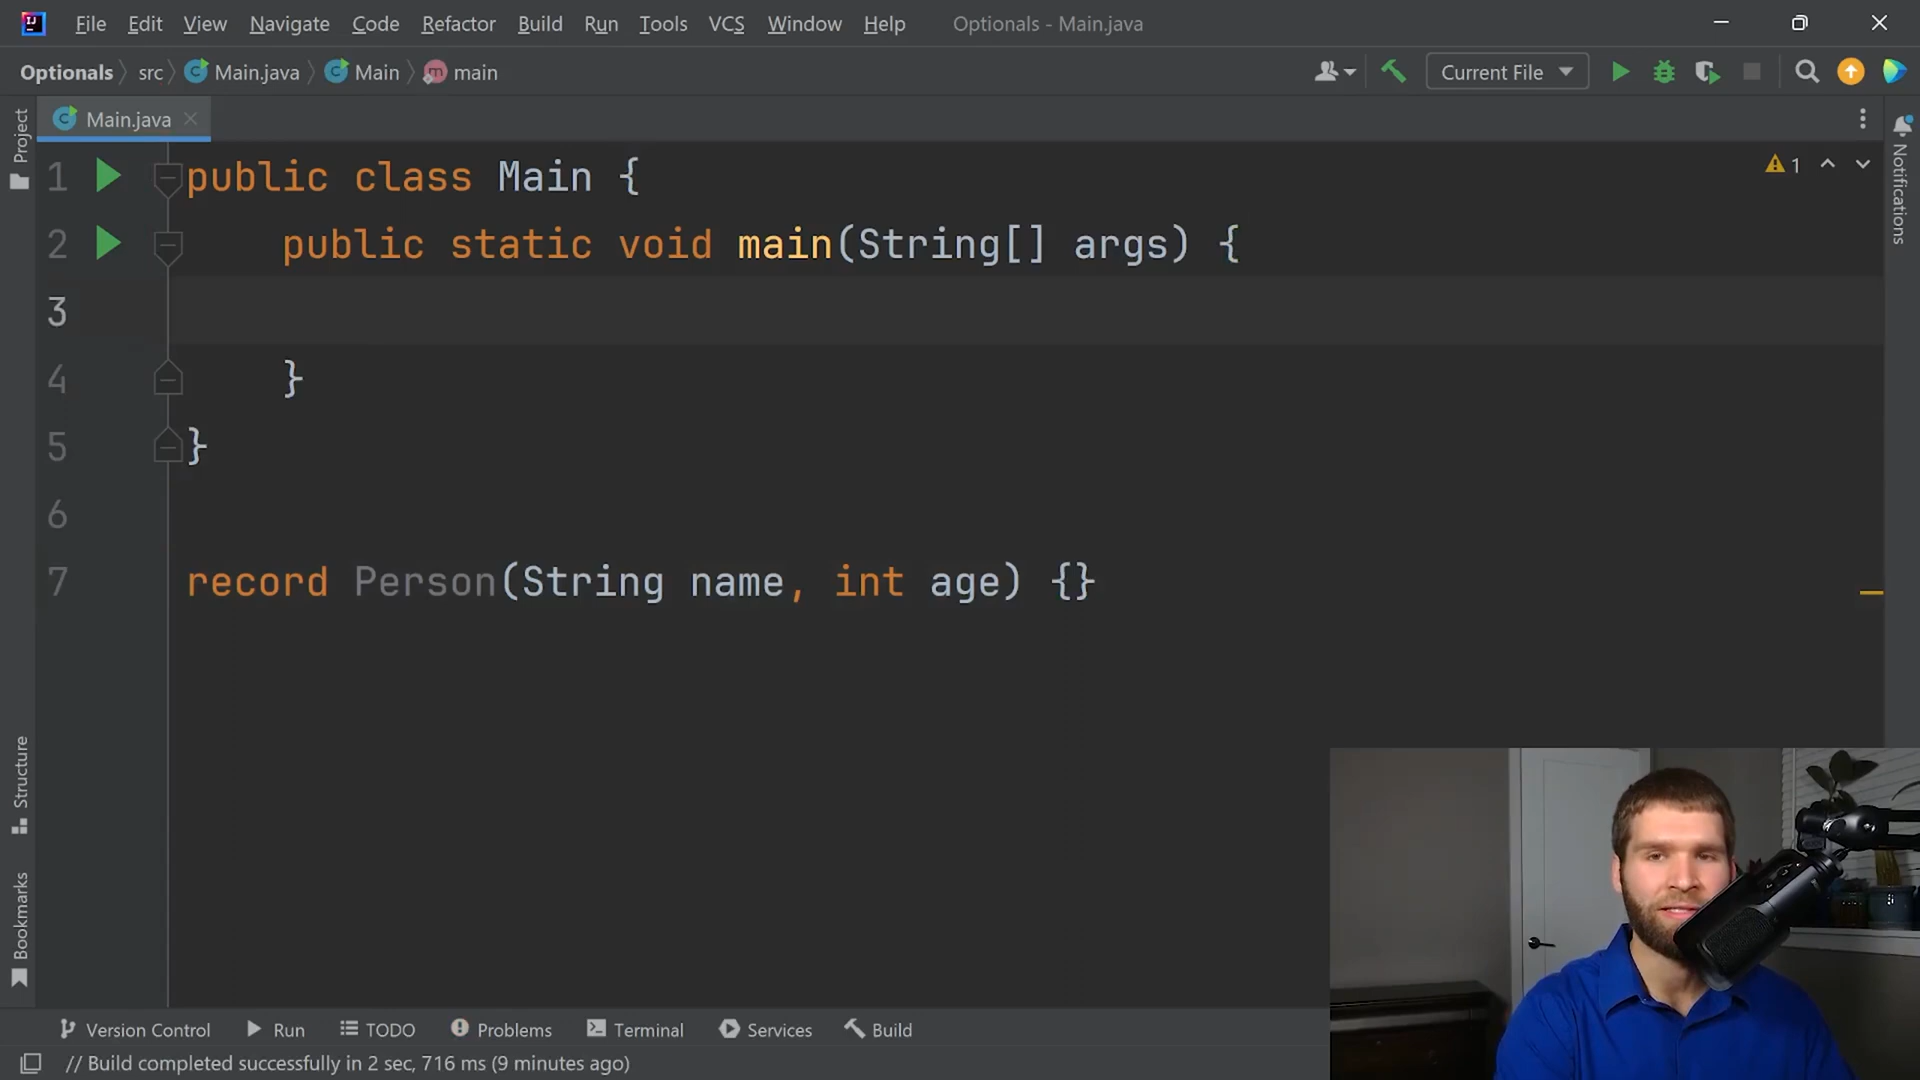 File Edit View Navigate Code Refactor Build Run Tools VCS Window Help Optionals - Main.java
Optionals src Main.java Main main Current File
Project
Main.java
Notifications
1 public class Main {
1
2 public static void main(String[] args) {
3
4 }
5 }
6
7 record Person(String name, int age) {}
Structure
Bookmarks
Version Control Run TODO Problems Terminal Services Build
// Build completed successfully in 2 sec, 716 ms (9 minutes ago)